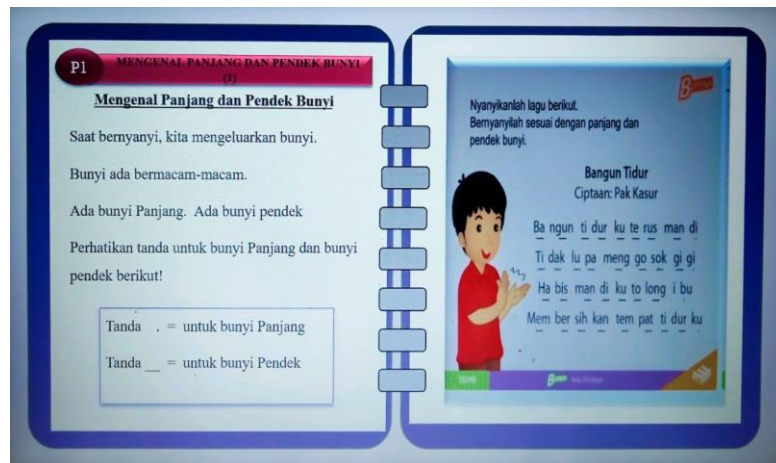 P1
MENGENAL PANJANG DAN PENDEK BUNYI
(1)
Mengenal Panjang dan Pendek Bunyi
Saat bernyanyi, kita mengeluarkan bunyi.
Bunyi ada bermacam-macam.
Ada bunyi Panjang. Ada bunyi pendek
Perhatikan tanda untuk bunyi Panjang dan bunyi
pendek berikut!
Tanda . = untuk bunyi Panjang
Tanda __ = untuk bunyi Pendek
Nyanyikanlah lagu berikut.
Bernyanyilah sesuai dengan panjang dan
pendek bunyi.
Bangun Tidur
Ciptaan: Pak Kasur
Ba ngun ti dur ku te rus man di
Ti dak lu pa meng go sok gi gi
Ha bis man di ku to long i bu
Mem ber sih kan tem pat ti dur ku